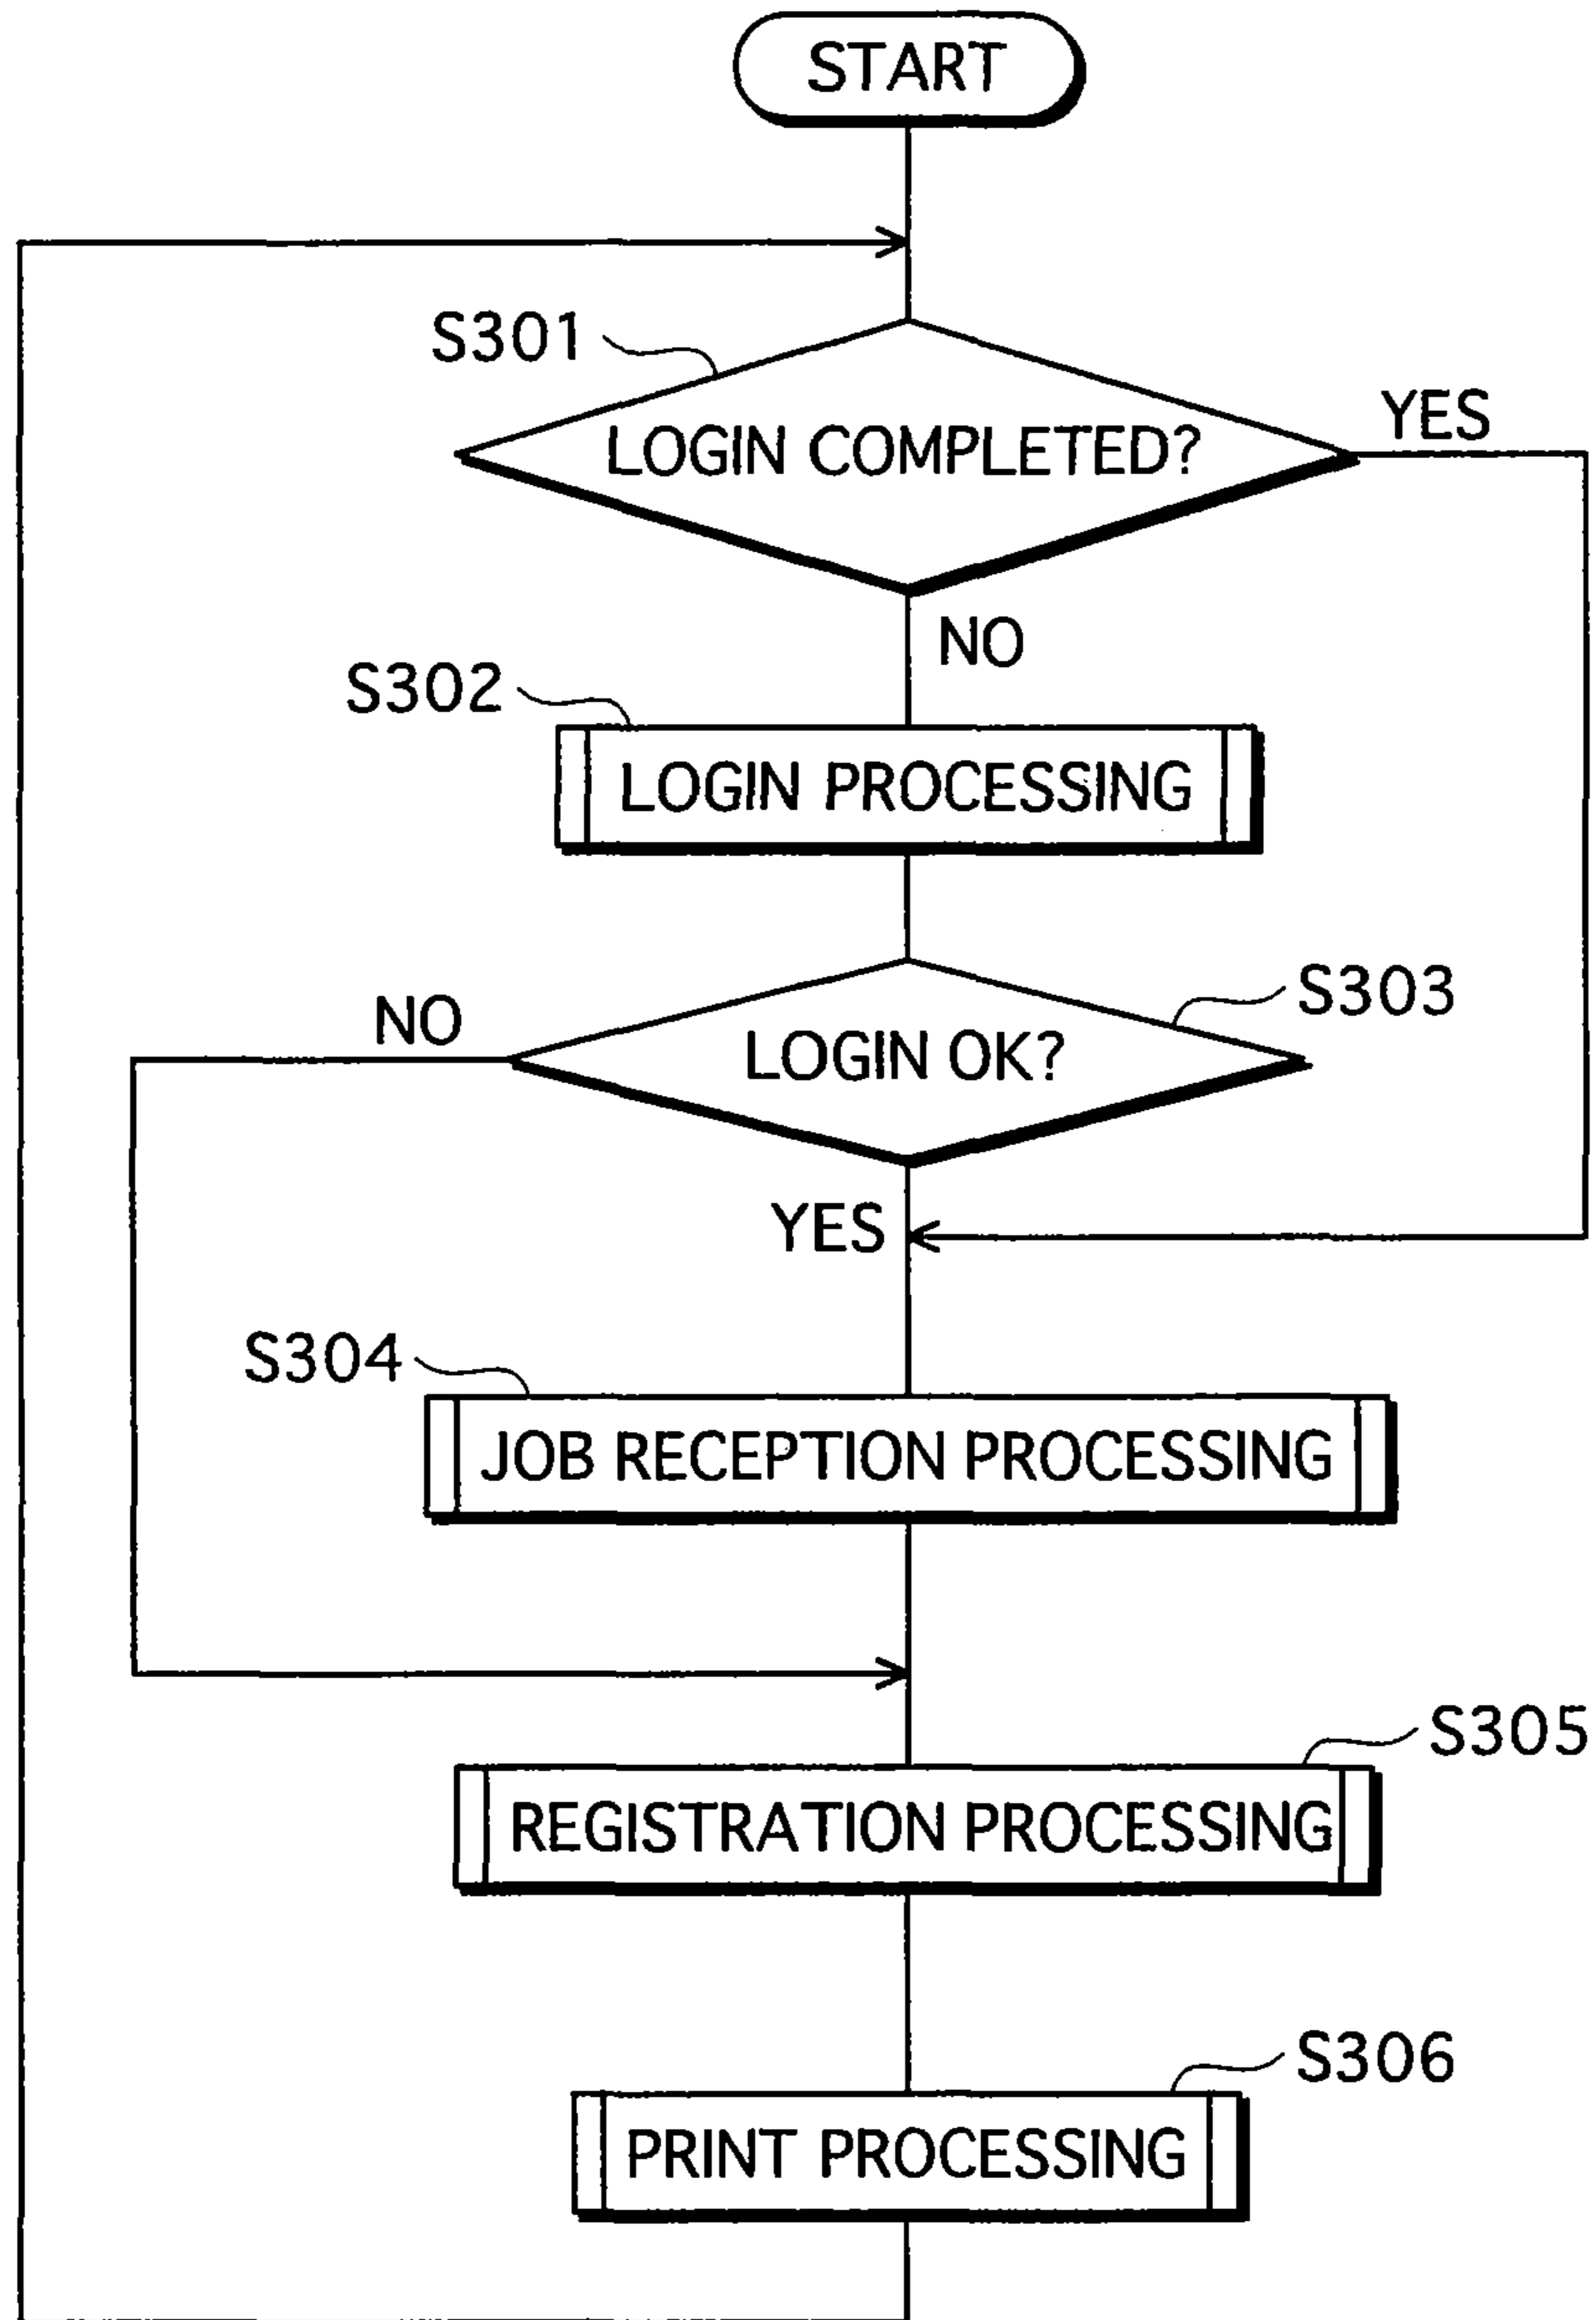 START
S301
LOGIN COMPLETED?
YES
NO
S302
LOGIN PROCESSING
S303
NO
LOGIN OK?
YES
S304
JOB RECEPTION PROCESSING
S305
REGISTRATION PROCESSING
S306
PRINT PROCESSING